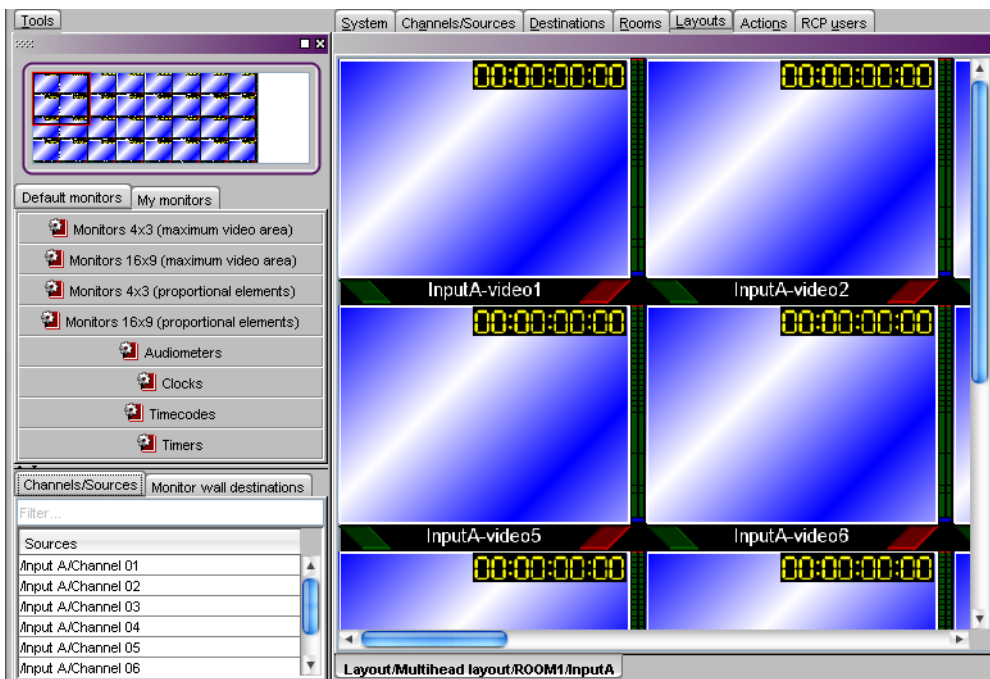 Tools
System Channels/Sources Destinations Rooms Layouts Actions RCP users
Default monitors My monitors
Monitors 4x3 (maximum video area)
Monitors 16x9 (maximum video area)
Monitors 4x3 (proportional elements)
Monitors 16x9 (proportional elements)
Audiometers
Clocks
Timecodes
Timers
Channels/Sources Monitor wall destinations
Filter...
Sources
/Input A/Channel 01
/Input A/Channel 02
/Input A/Channel 03
/Input A/Channel 04
/Input A/Channel 05
/Input A/Channel 06
00:00:00:00 00:00:00:00
InputA-video1 InputA-video2
00:00:00:00 00:00:00:00
InputA-video5 InputA-video6
00:00:00:00 00:00:00:00
Layout/Multihead layout/ROOM1/InputA